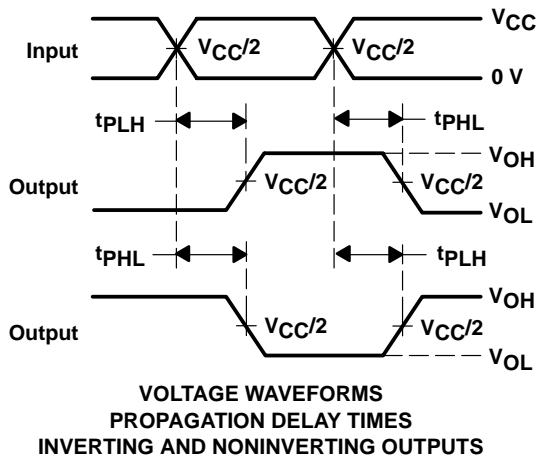 VCC
Input VCC/2 VCC/2
0 V
tPLH tPHL
VOH
Output VCC/2 VCC/2
VOL
tPHL tPLH
VOH
Output VCC/2 VCC/2
VOL
VOLTAGE WAVEFORMS
PROPAGATION DELAY TIMES
INVERTING AND NONINVERTING OUTPUTS